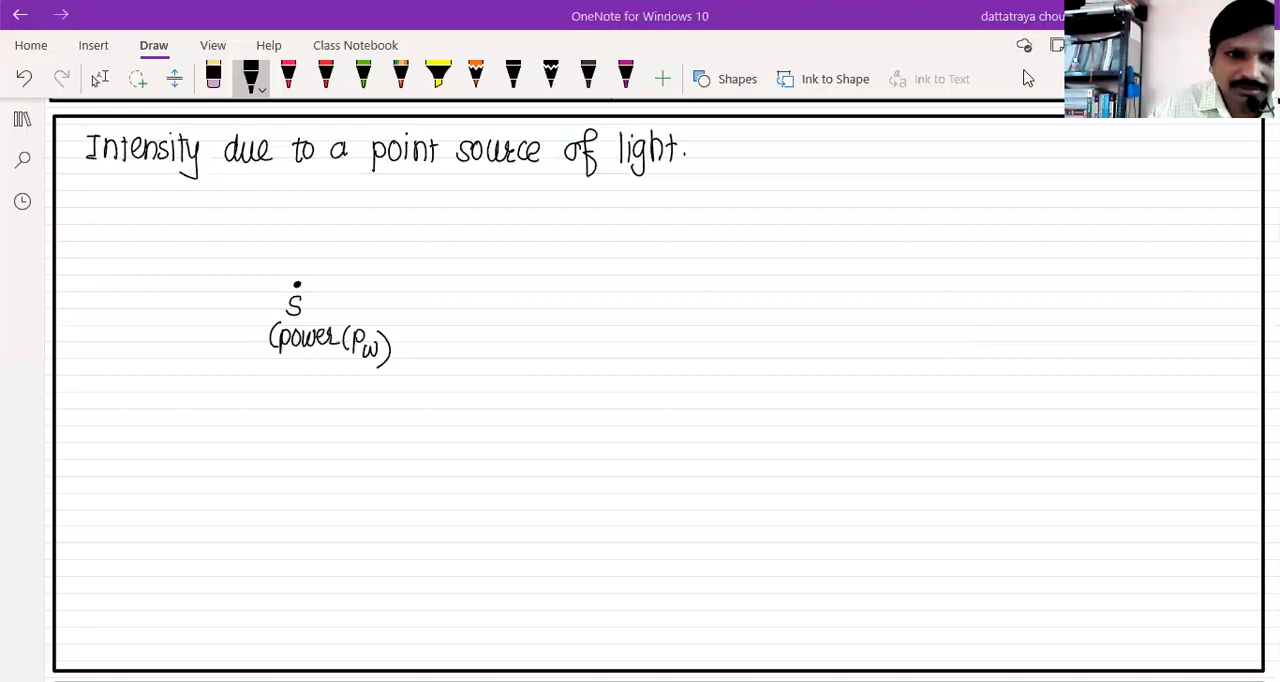 OneNote for Windows 10
dattatraya chou
Home Insert Draw View Help Class Notebook
Shapes Ink to Shape Ink to Text
Intensity due to a point source of light.
S
(power(Pw)